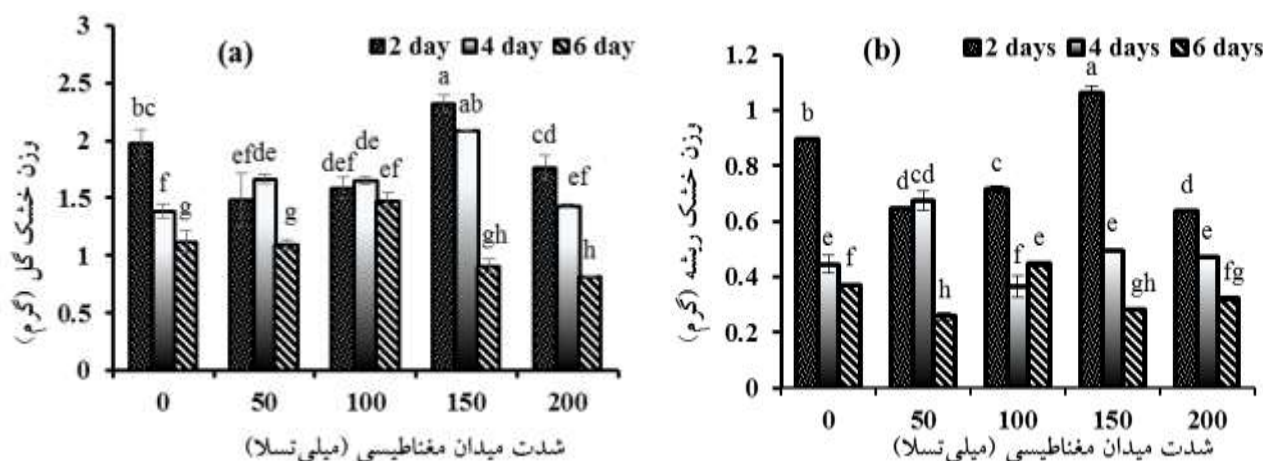 (a)
2 day 4 day 6 day
وزن خشک گل (گرم)
3
2.5
2
1.5
1
0.5
0
bc f g
ef de g
def de ef
a ab gh
cd ef h
0 50 100 150 200
شدت میدان مغناطیسی (میلی‌تسلا)
(b)
2 days 4 days 6 days
وزن خشک ریشه (گرم)
1.2
1
0.8
0.6
0.4
0.2
0
b e f
d cd h
c f e
a e gh
d e fg
0 50 100 150 200
شدت میدان مغناطیسی (میلی‌تسلا)